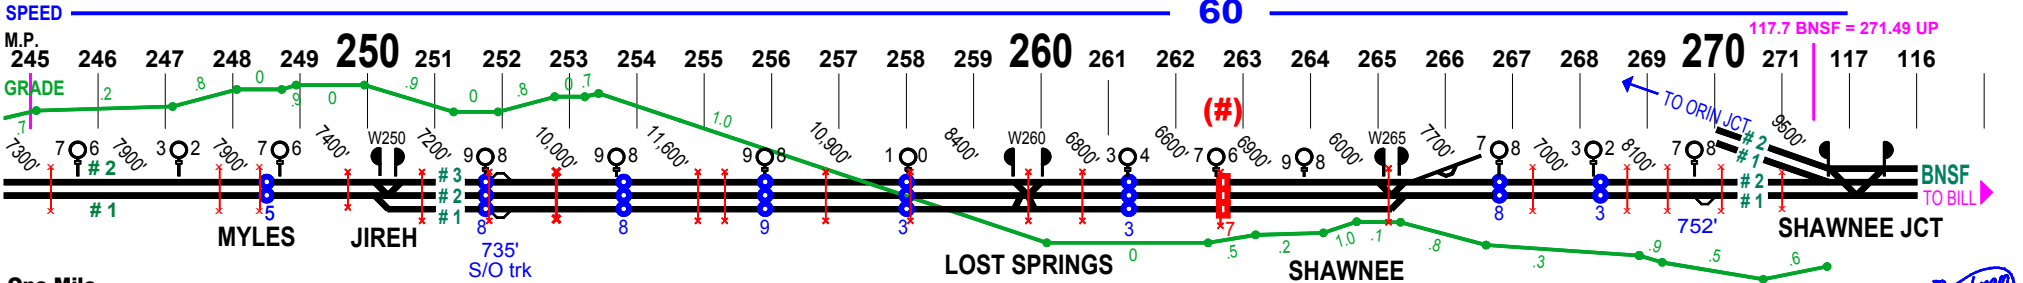 SPEED 60
117.7 BNSF = 271.49 UP
M.P.
245 246 247 248 249 250 251 252 253 254 255 256 257 258 259 260 261 262 263 264 265 266 267 268 269 270 271 117 116
GRADE
.7 .2 .8 0 .9 0 .9 0 .8 0 .7 1.0 0 .5 .2 1.0 .1 .8 .3 .9 .5 .6
(#)
TO ORIN JCT
7300' 7900' 7900' 7400' 7200' 10,000' 11,600' 10,900' 8400' 6800' 6600' 6900' 6000' 7700' 7000' 8100' 9500'
W250 W260 W265
7 6 3 2 7 6 9 8 9 8 9 8 1 0 3 4 7 6 9 8 7 8 3 2 7 8
# 2 # 1
# 2 # 3 # 2 BNSF
# 2 # 1 TO BILL
# 1 # 1
5 8 8 9 3 3 7 8 3
MYLES JIREH 735' 752' SHAWNEE JCT
S/O trk LOST SPRINGS SHAWNEE